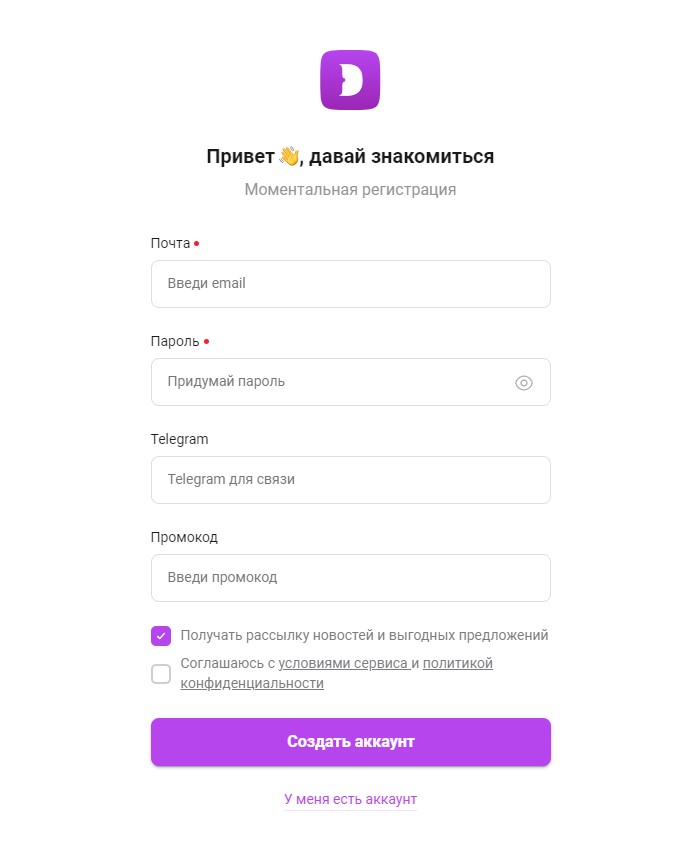 Привет 👋, давай знакомиться
Моментальная регистрация
Почта
Введи email
Пароль
Придумай пароль
Telegram
Telegram для связи
Промокод
Введи промокод
Получать рассылку новостей и выгодных предложений
Соглашаюсь с условиями сервиса и политикой
конфиденциальности
Создать аккаунт
У меня есть аккаунт